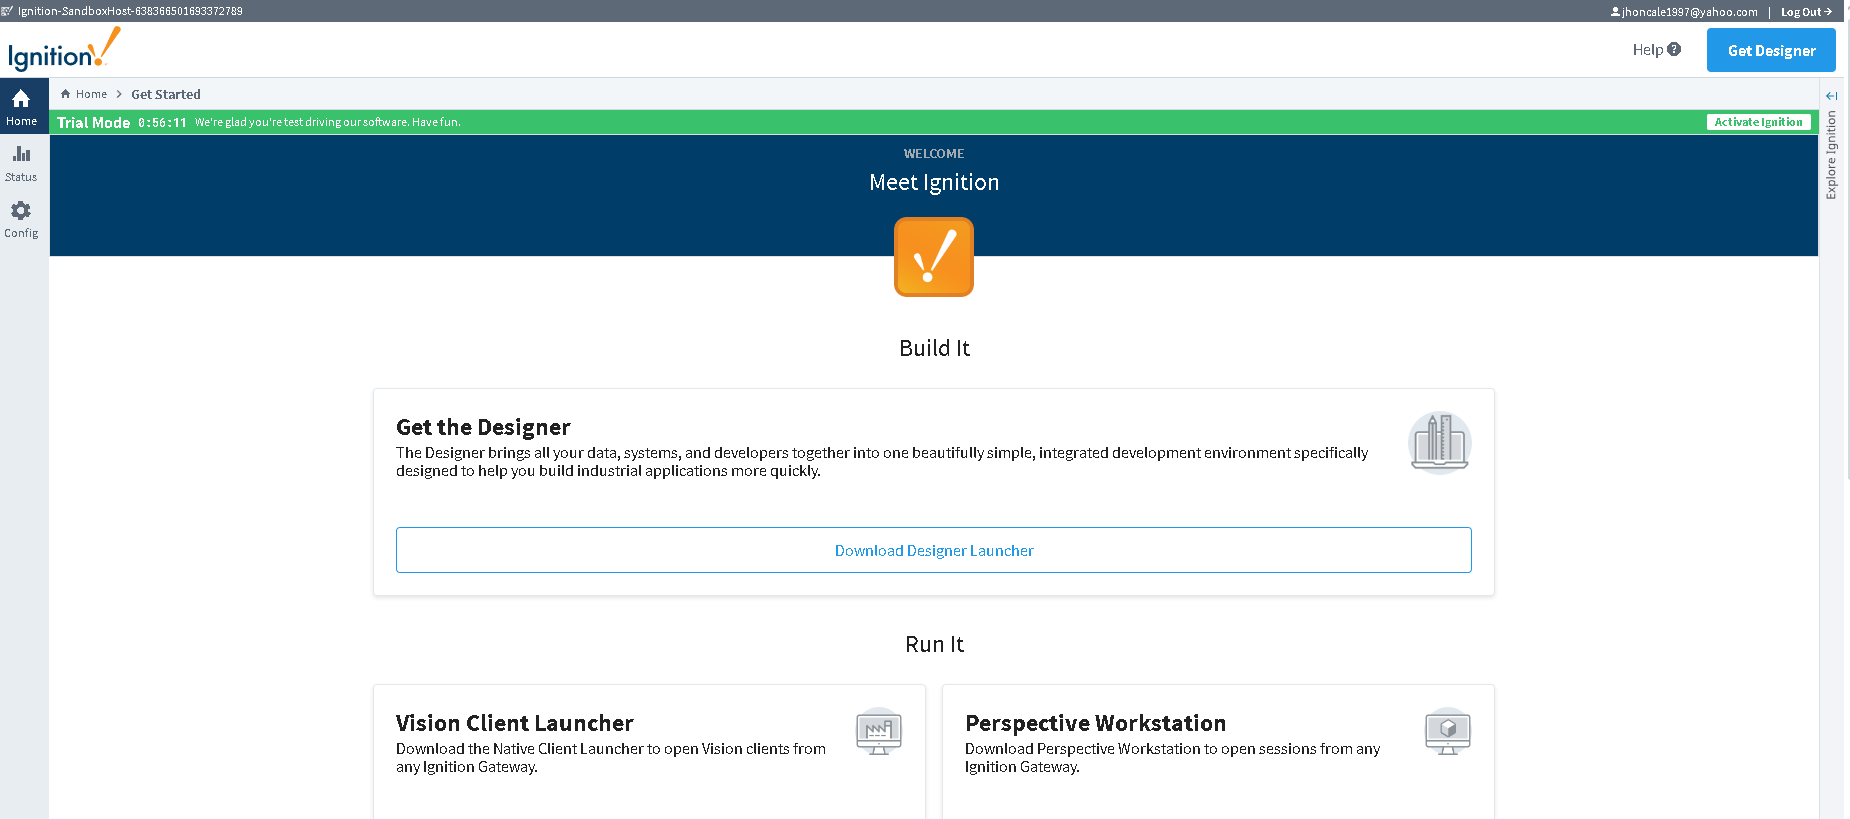 Ignition-SandboxHost-638366501693372789
jhoncale1997@yahoo.com | Log Out
Ignition!
Help ?
Get Designer
Home
Home > Get Started
Trial Mode 0:56:11 We're glad you're test driving our software. Have fun.
Activate Ignition
Explore Ignition
Status
Config
WELCOME
Meet Ignition
Build It
Get the Designer
The Designer brings all your data, systems, and developers together into one beautifully simple, integrated development environment specifically
designed to help you build industrial applications more quickly.
Download Designer Launcher
Run It
Vision Client Launcher
Download the Native Client Launcher to open Vision clients from
any Ignition Gateway.
Perspective Workstation
Download Perspective Workstation to open sessions from any
Ignition Gateway.